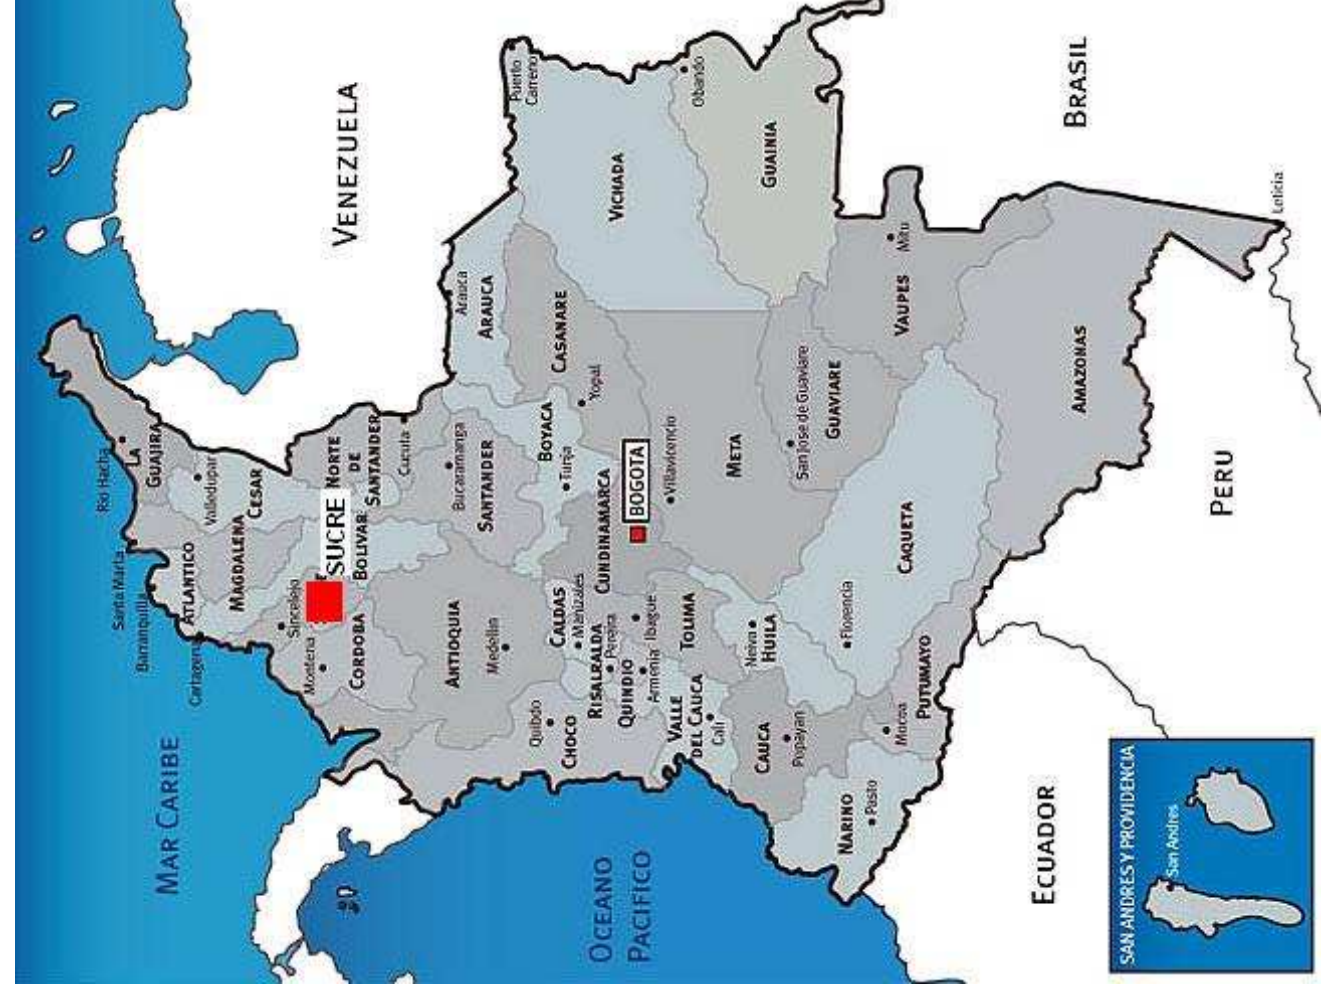 MAR CARIBE
Rio Hacha
Santa Marta
Barranquilla
Cartagena
LA
GUAJIRA
ATLANTICO
Valledupar
MAGDALENA
CESAR
Sincelejo
Monteria
SUCRE
NORTE
DE
SANTANDER
CORDOBA
BOLIVAR
Cucuta
VENEZUELA
ANTIOQUIA
Medellin
Bucaramanga
SANTANDER
Arauca
ARAUCA
Puerto
Carreño
Quibdo
CHOCO
CALDAS
Manizales
BOYACA
Tunja
CASANARE
Yopal
OCEANO
PACIFICO
RISALRALDA
Pereira
CUNDINAMARCA
VICHADA
QUINDIO
Armenia
Ibague
BOGOTA
Villavicencio
VALLE
DEL CAUCA
Cali
TOLIMA
Obando
META
CAUCA
Popayan
Neiva
HUILA
San Jose de Guaviare
GUAVIARE
GUAINIA
NARINO
Pasto
Florencia
Mocoa
PUTUMAYO
CAQUETA
VAUPES
Mitu
ECUADOR
AMAZONAS
BRASIL
PERU
Leticia
SAN ANDRES Y PROVIDENCIA
San Andres